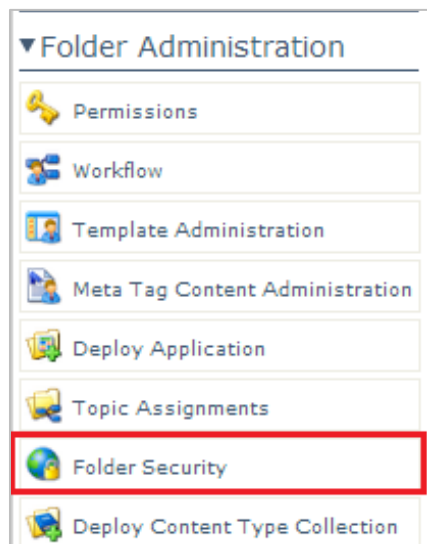 ▼Folder Administration
Permissions
Workflow
Template Administration
Meta Tag Content Administration
Deploy Application
Topic Assignments
Folder Security
Deploy Content Type Collection